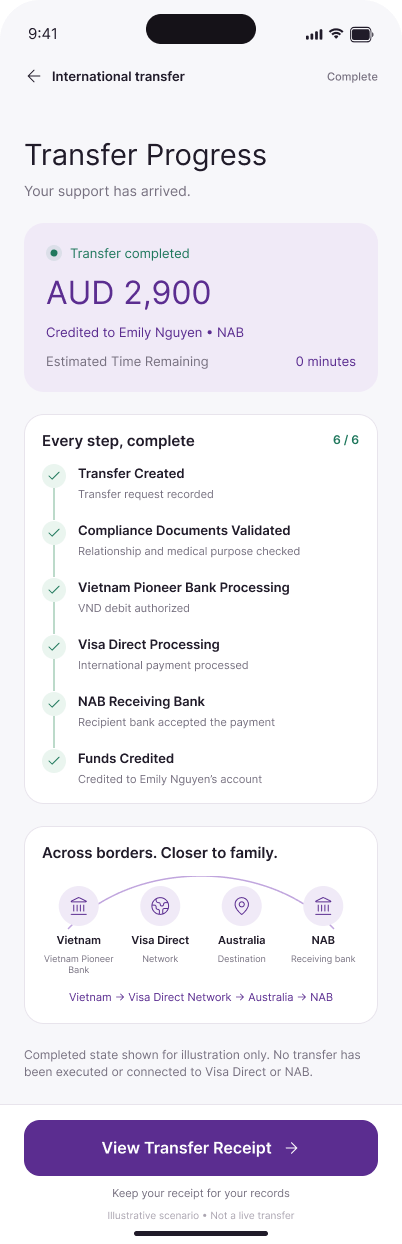 9:41
International transfer
Complete
Transfer Progress
Your support has arrived.
Transfer completed
AUD 2,900
Credited to Emily Nguyen • NAB
Estimated Time Remaining
0 minutes
Every step, complete
6 / 6
Transfer Created
Transfer request recorded
Compliance Documents Validated
Relationship and medical purpose checked
Vietnam Pioneer Bank Processing
VND debit authorized
Visa Direct Processing
International payment processed
NAB Receiving Bank
Recipient bank accepted the payment
Funds Credited
Credited to Emily Nguyen's account
Across borders. Closer to family.
Vietnam
Vietnam Pioneer
Bank
Visa Direct
Network
Australia
Destination
NAB
Receiving bank
Vietnam → Visa Direct Network → Australia → NAB
Completed state shown for illustration only. No transfer has
been executed or connected to Visa Direct or NAB.
View Transfer Receipt →
Keep your receipt for your records
Illustrative scenario • Not a live transfer